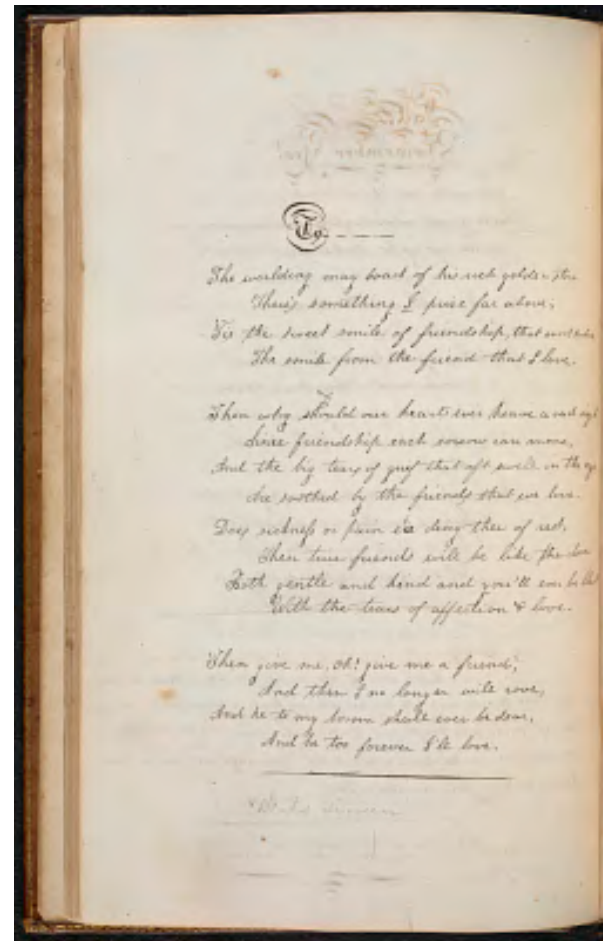 To - - - -
The worldling may boast of his rich golden
There's something I prize far above;
Tis the sweet smile of friendship, that
The smile from the friend that I love.
Then why should our hearts ever heave a sad sigh
Since friendship each sorrow can move,
And the big tears of grief that oft swell in the eye
Are soothed by the friends that we love.
Does sickness or pain deny thee of rest,
Then true friends will be like the dove
Both gentle and kind and you'll ever be
With the tears of affection & love.
Then give me, oh! give me a friend;
And then I no longer will rove,
And he to my bosom shall ever be dear,
And he too forever I'll love.